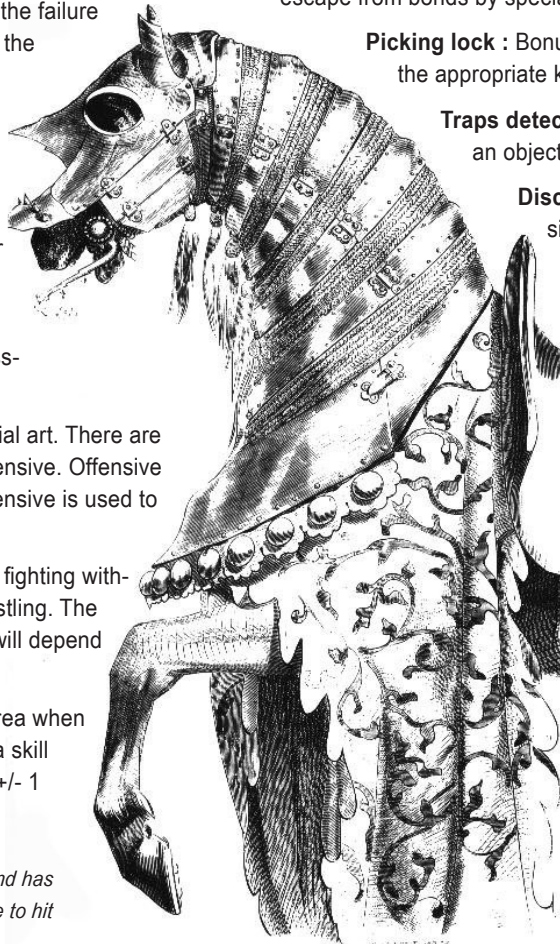 the failure
the
-
s-
ial art. There are
ensive. Offensive
ensive is used to
fighting with-
stling. The
will depend
rea when
a skill
+/- 1
nd has
e to hit
escape from bonds by specia
Picking lock : Bonu
the appropriate k
Traps detec
an object
Disc
si